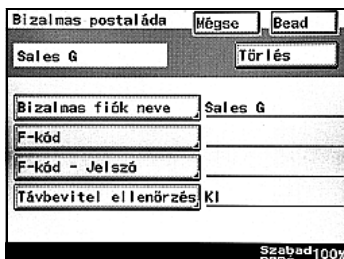 Bizalmas postaláda Mégse Bead
Sales G Törlés
Bizalmas fiók neve Sales G
F-kód
F-kód - Jelszó
Távbevitel ellenőrzés KI
Szabad 100%